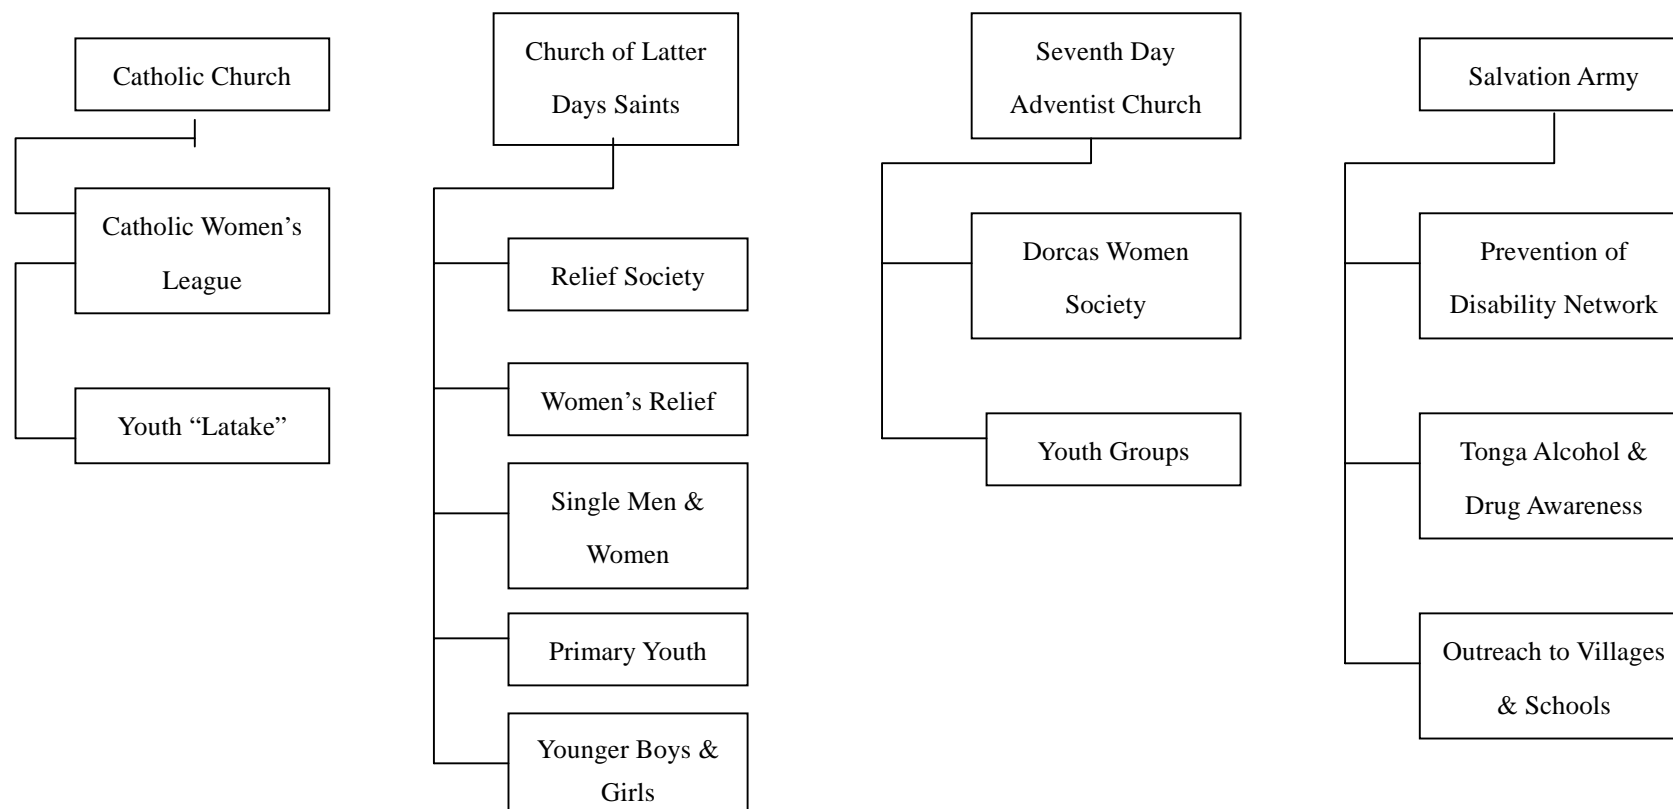 Catholic Church
Catholic Women’s
League
Youth “Latake”
Church of Latter
Days Saints
Relief Society
Women’s Relief
Single Men &
Women
Primary Youth
Younger Boys &
Girls
Seventh Day
Adventist Church
Dorcas Women
Society
Youth Groups
Salvation Army
Prevention of
Disability Network
Tonga Alcohol &
Drug Awareness
Outreach to Villages
& Schools